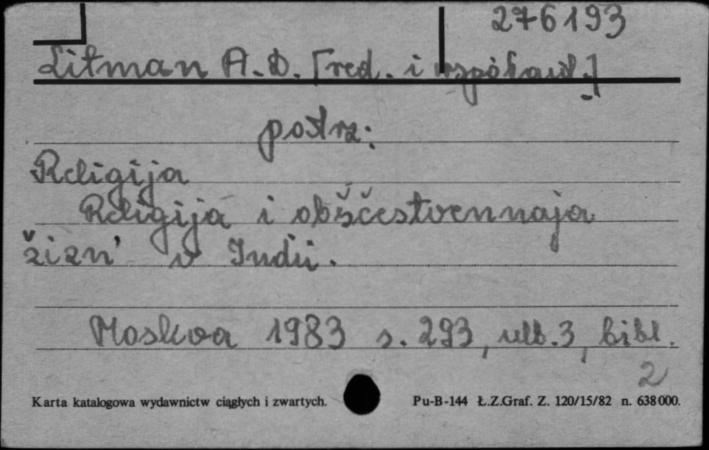 276193
Litman A.D. [red. i współaut.]
patrz:
Religija
Religija i obščestvennaja
žizn' v Indii.
Moskva 1983 s. 293, tab. 3, bibl.
2
Karta katalogowa wydawnictw ciągłych i zwartych. Pu-B-144 Ł.Z.Graf. Z. 120/15/82 n. 638000.